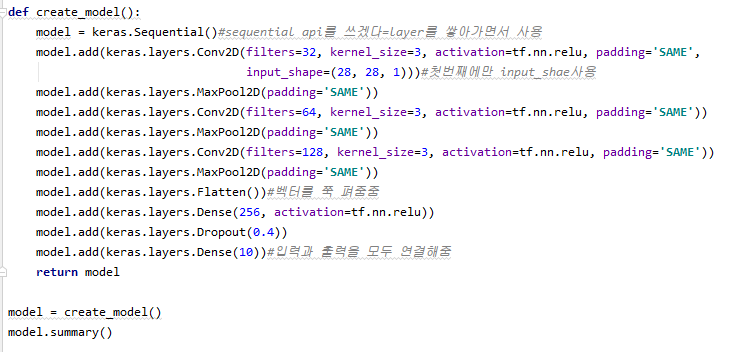 def create_model():
    model = keras.Sequential()#sequential api를 쓰겠다=layer를 쌓아가면서 사용
    model.add(keras.layers.Conv2D(filters=32, kernel_size=3, activation=tf.nn.relu, padding='SAME',
                                  input_shape=(28, 28, 1)))#첫번째에만 input_shae사용
    model.add(keras.layers.MaxPool2D(padding='SAME'))
    model.add(keras.layers.Conv2D(filters=64, kernel_size=3, activation=tf.nn.relu, padding='SAME'))
    model.add(keras.layers.MaxPool2D(padding='SAME'))
    model.add(keras.layers.Conv2D(filters=128, kernel_size=3, activation=tf.nn.relu, padding='SAME'))
    model.add(keras.layers.MaxPool2D(padding='SAME'))
    model.add(keras.layers.Flatten())#벡터를 쭉 펴줌줌
    model.add(keras.layers.Dense(256, activation=tf.nn.relu))
    model.add(keras.layers.Dropout(0.4))
    model.add(keras.layers.Dense(10))#입력과 출력을 모두 연결해줌
    return model
model = create_model()
model.summary()